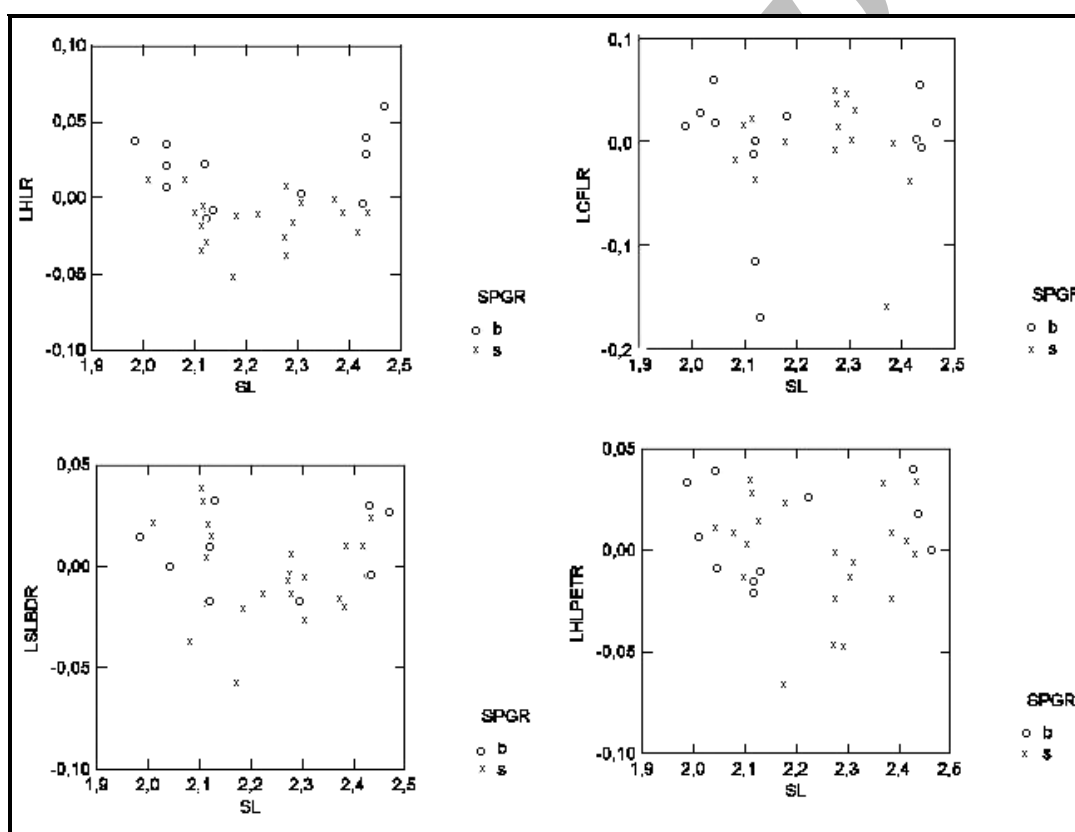 0,10
0,05
0,00
-0,05
-0,10
LHLR
1,9 2,0 2,1 2,2 2,3 2,4 2,5
SL
SPGR
b
s
0,1
0,0
-0,1
-0,2
LCFLR
1,9 2,0 2,1 2,2 2,3 2,4 2,5
SL
SPGR
b
s
0,05
0,00
-0,05
-0,10
LSLBDR
1,9 2,0 2,1 2,2 2,3 2,4 2,5
SL
SPGR
b
s
0,05
0,00
-0,05
-0,10
LHLPETR
1,9 2,0 2,1 2,2 2,3 2,4 2,5
SL
SPGR
b
s